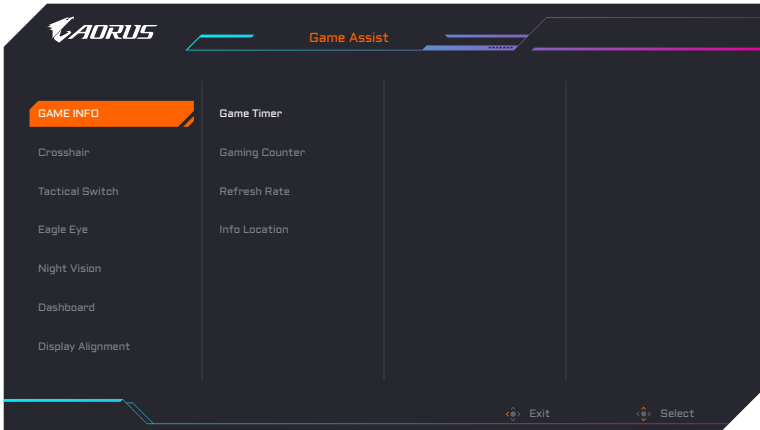 AORUS
Game Assist
GAME INFO
Crosshair
Tactical Switch
Eagle Eye
Night Vision
Dashboard
Display Alignment
Game Timer
Gaming Counter
Refresh Rate
Info Location
Exit
Select